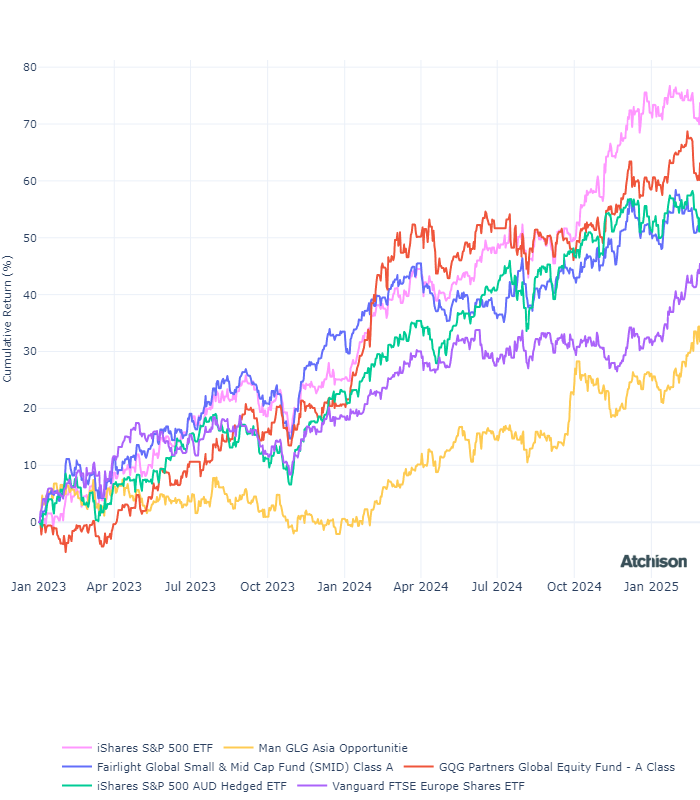 80
70
60
50
40
30
20
10
0
Cumulative Return (%)
Jan 2023 Apr 2023 Jul 2023 Oct 2023 Jan 2024 Apr 2024 Jul 2024 Oct 2024 Jan 2025
Atchison
iShares S&P 500 ETF Man GLG Asia Opportunitie
Fairlight Global Small & Mid Cap Fund (SMID) Class A GQG Partners Global Equity Fund - A Class
iShares S&P 500 AUD Hedged ETF Vanguard FTSE Europe Shares ETF